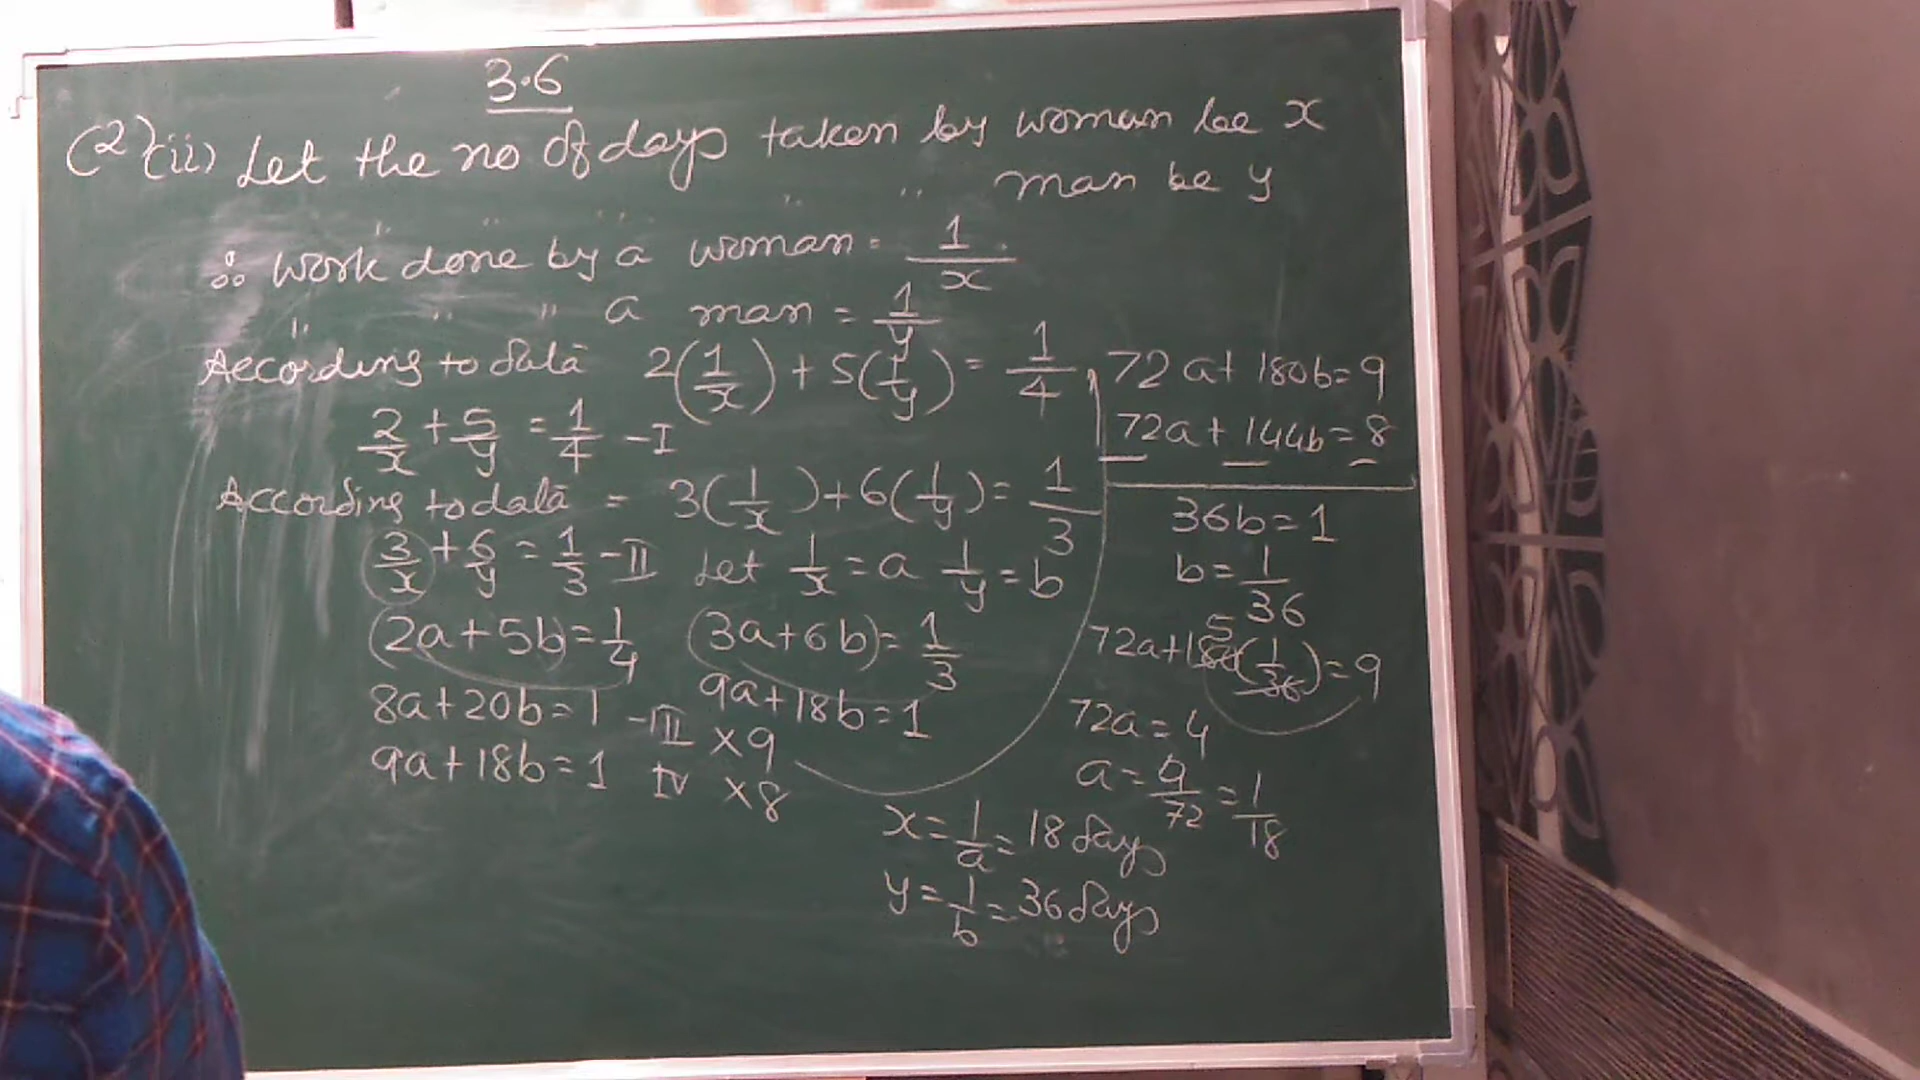 3.6
(2) (ii) Let the no of days taken by woman be x
" " " " " man be y
∴ work done by a woman = 1/x
" " " a man = 1/y
According to data 2(1/x) + 5(1/y) = 1/4
2/x + 5/y = 1/4 - I
According to data = 3(1/x) + 6(1/y) = 1/3
3/x + 6/y = 1/3 - II Let 1/x = a 1/y = b
(2a + 5b) = 1/4 (3a + 6b) = 1/3
8a + 20b = 1 - III × 9 9a + 18b = 1
9a + 18b = 1 IV × 8
72a + 180b = 9
72a + 144b = 8
36b = 1
b = 1/36
72a + 180(1/36) = 9
5
72a = 4
a = 4/72 = 1/18
x = 1/a = 18 days
y = 1/b = 36 days